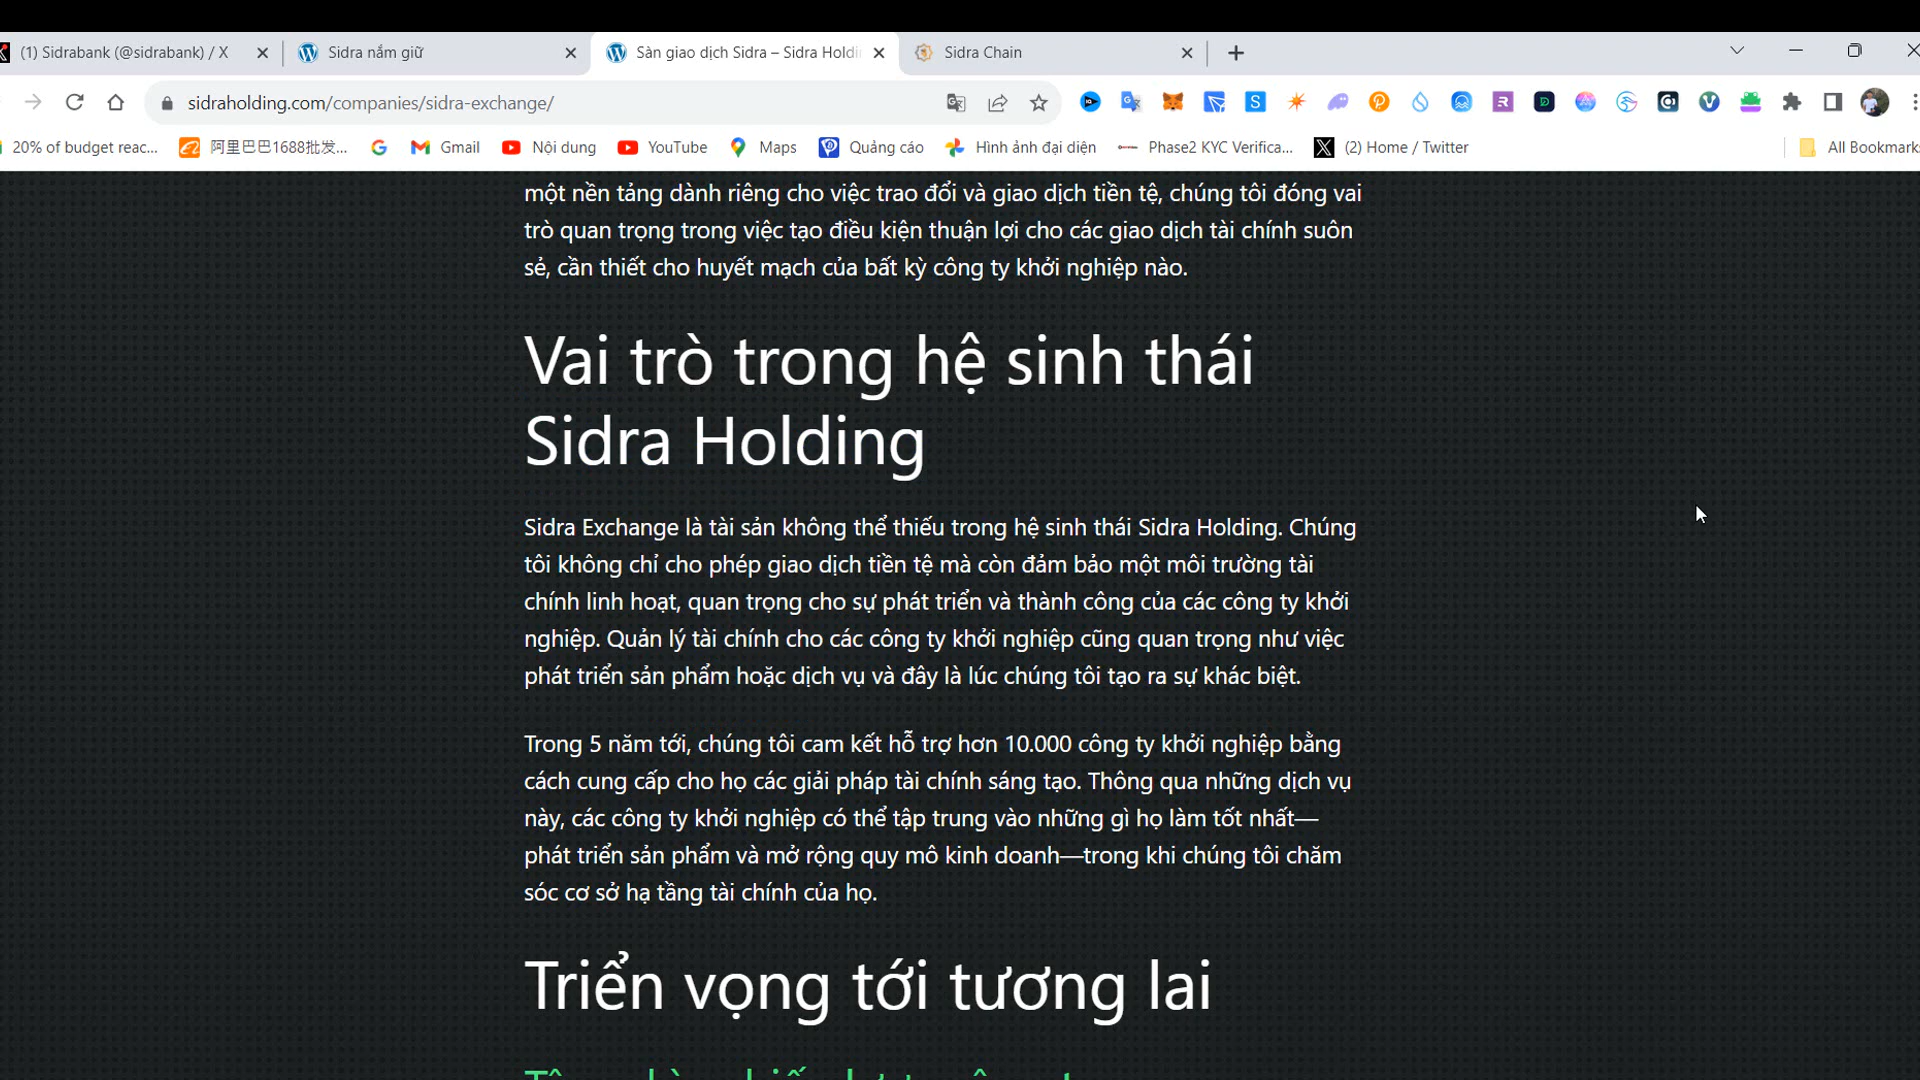 (1) Sidrabank (@sidrabank) / X
Sidra nắm giữ
Sàn giao dịch Sidra – Sidra Holdi
Sidra Chain
sidraholding.com/companies/sidra-exchange/
20% of budget reac...
阿里巴巴1688批发...
Gmail
Nội dung
YouTube
Maps
Quảng cáo
Hình ảnh đại diện
Phase2 KYC Verifica...
(2) Home / Twitter
All Bookmarks
một nền tảng dành riêng cho việc trao đổi và giao dịch tiền tệ, chúng tôi đóng vai
trò quan trọng trong việc tạo điều kiện thuận lợi cho các giao dịch tài chính suôn
sẻ, cần thiết cho huyết mạch của bất kỳ công ty khởi nghiệp nào.
Vai trò trong hệ sinh thái
Sidra Holding
Sidra Exchange là tài sản không thể thiếu trong hệ sinh thái Sidra Holding. Chúng
tôi không chỉ cho phép giao dịch tiền tệ mà còn đảm bảo một môi trường tài
chính linh hoạt, quan trọng cho sự phát triển và thành công của các công ty khởi
nghiệp. Quản lý tài chính cho các công ty khởi nghiệp cũng quan trọng như việc
phát triển sản phẩm hoặc dịch vụ và đây là lúc chúng tôi tạo ra sự khác biệt.
Trong 5 năm tới, chúng tôi cam kết hỗ trợ hơn 10.000 công ty khởi nghiệp bằng
cách cung cấp cho họ các giải pháp tài chính sáng tạo. Thông qua những dịch vụ
này, các công ty khởi nghiệp có thể tập trung vào những gì họ làm tốt nhất—
phát triển sản phẩm và mở rộng quy mô kinh doanh—trong khi chúng tôi chăm
sóc cơ sở hạ tầng tài chính của họ.
Triển vọng tới tương lai